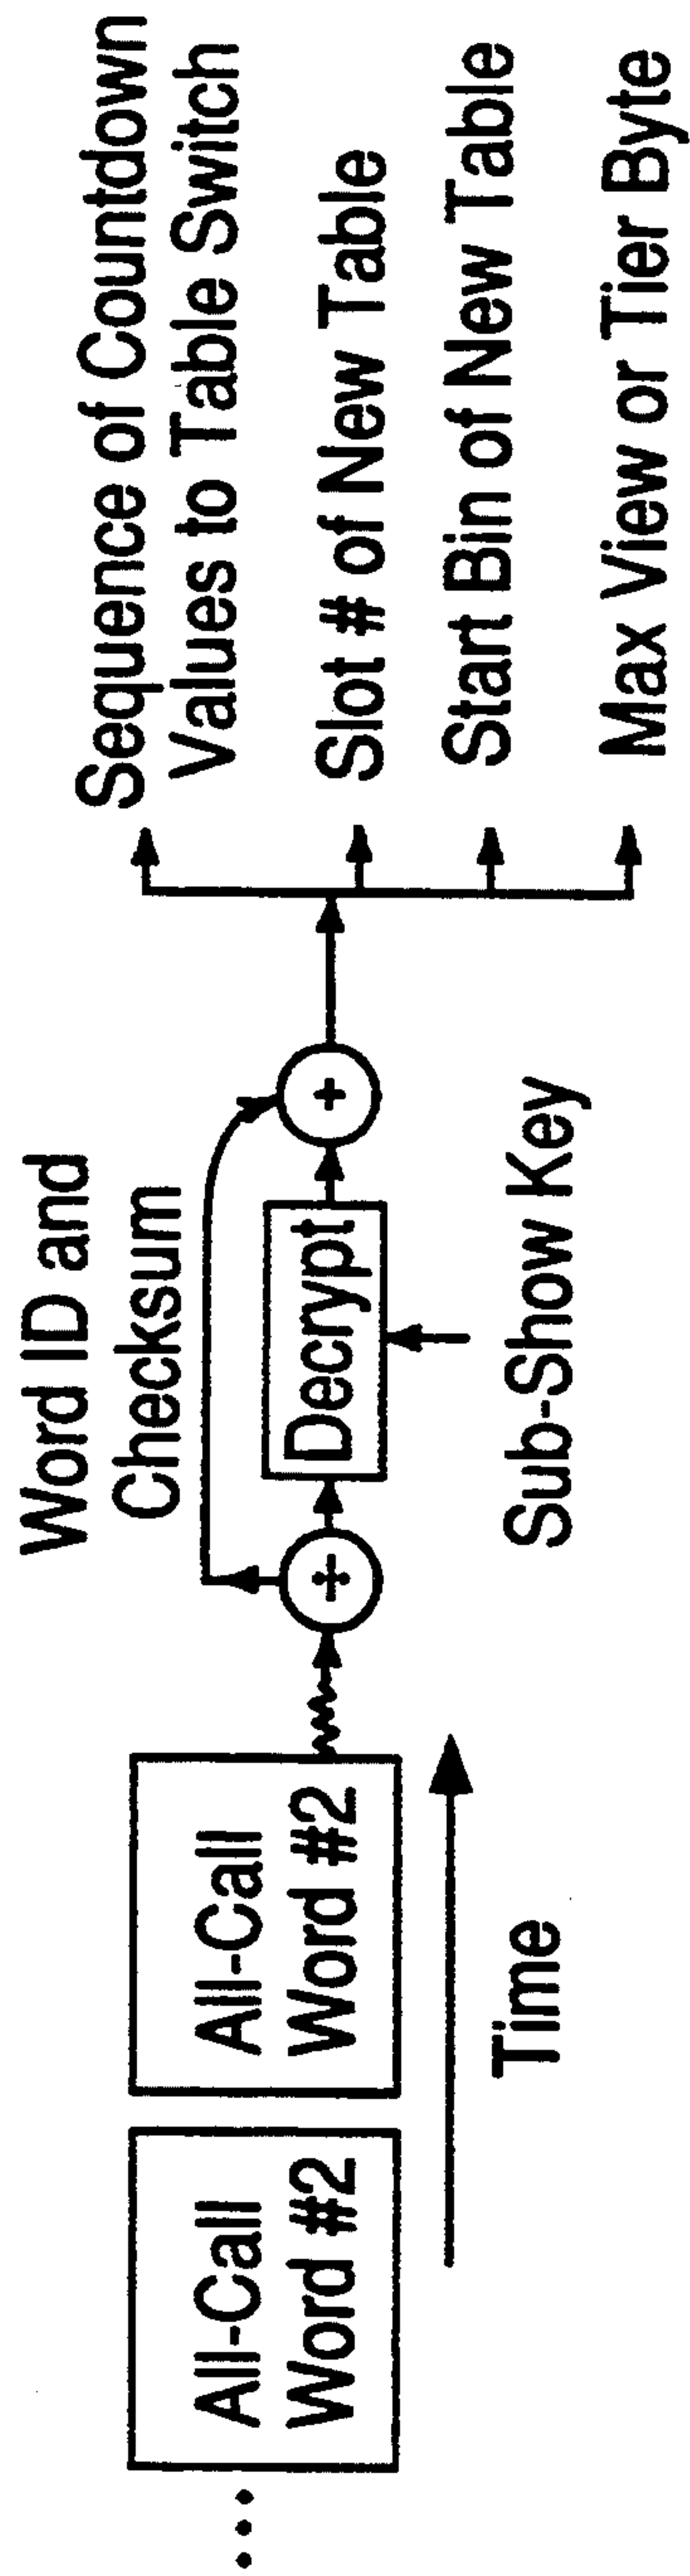 ...
All-Call
Word #2
All-Call
Word #2
Time
÷
Word ID and
Checksum
Decrypt
Sub-Show Key
+
Sequence of Countdown
Values to Table Switch
Slot # of New Table
Start Bin of New Table
Max View or Tier Byte